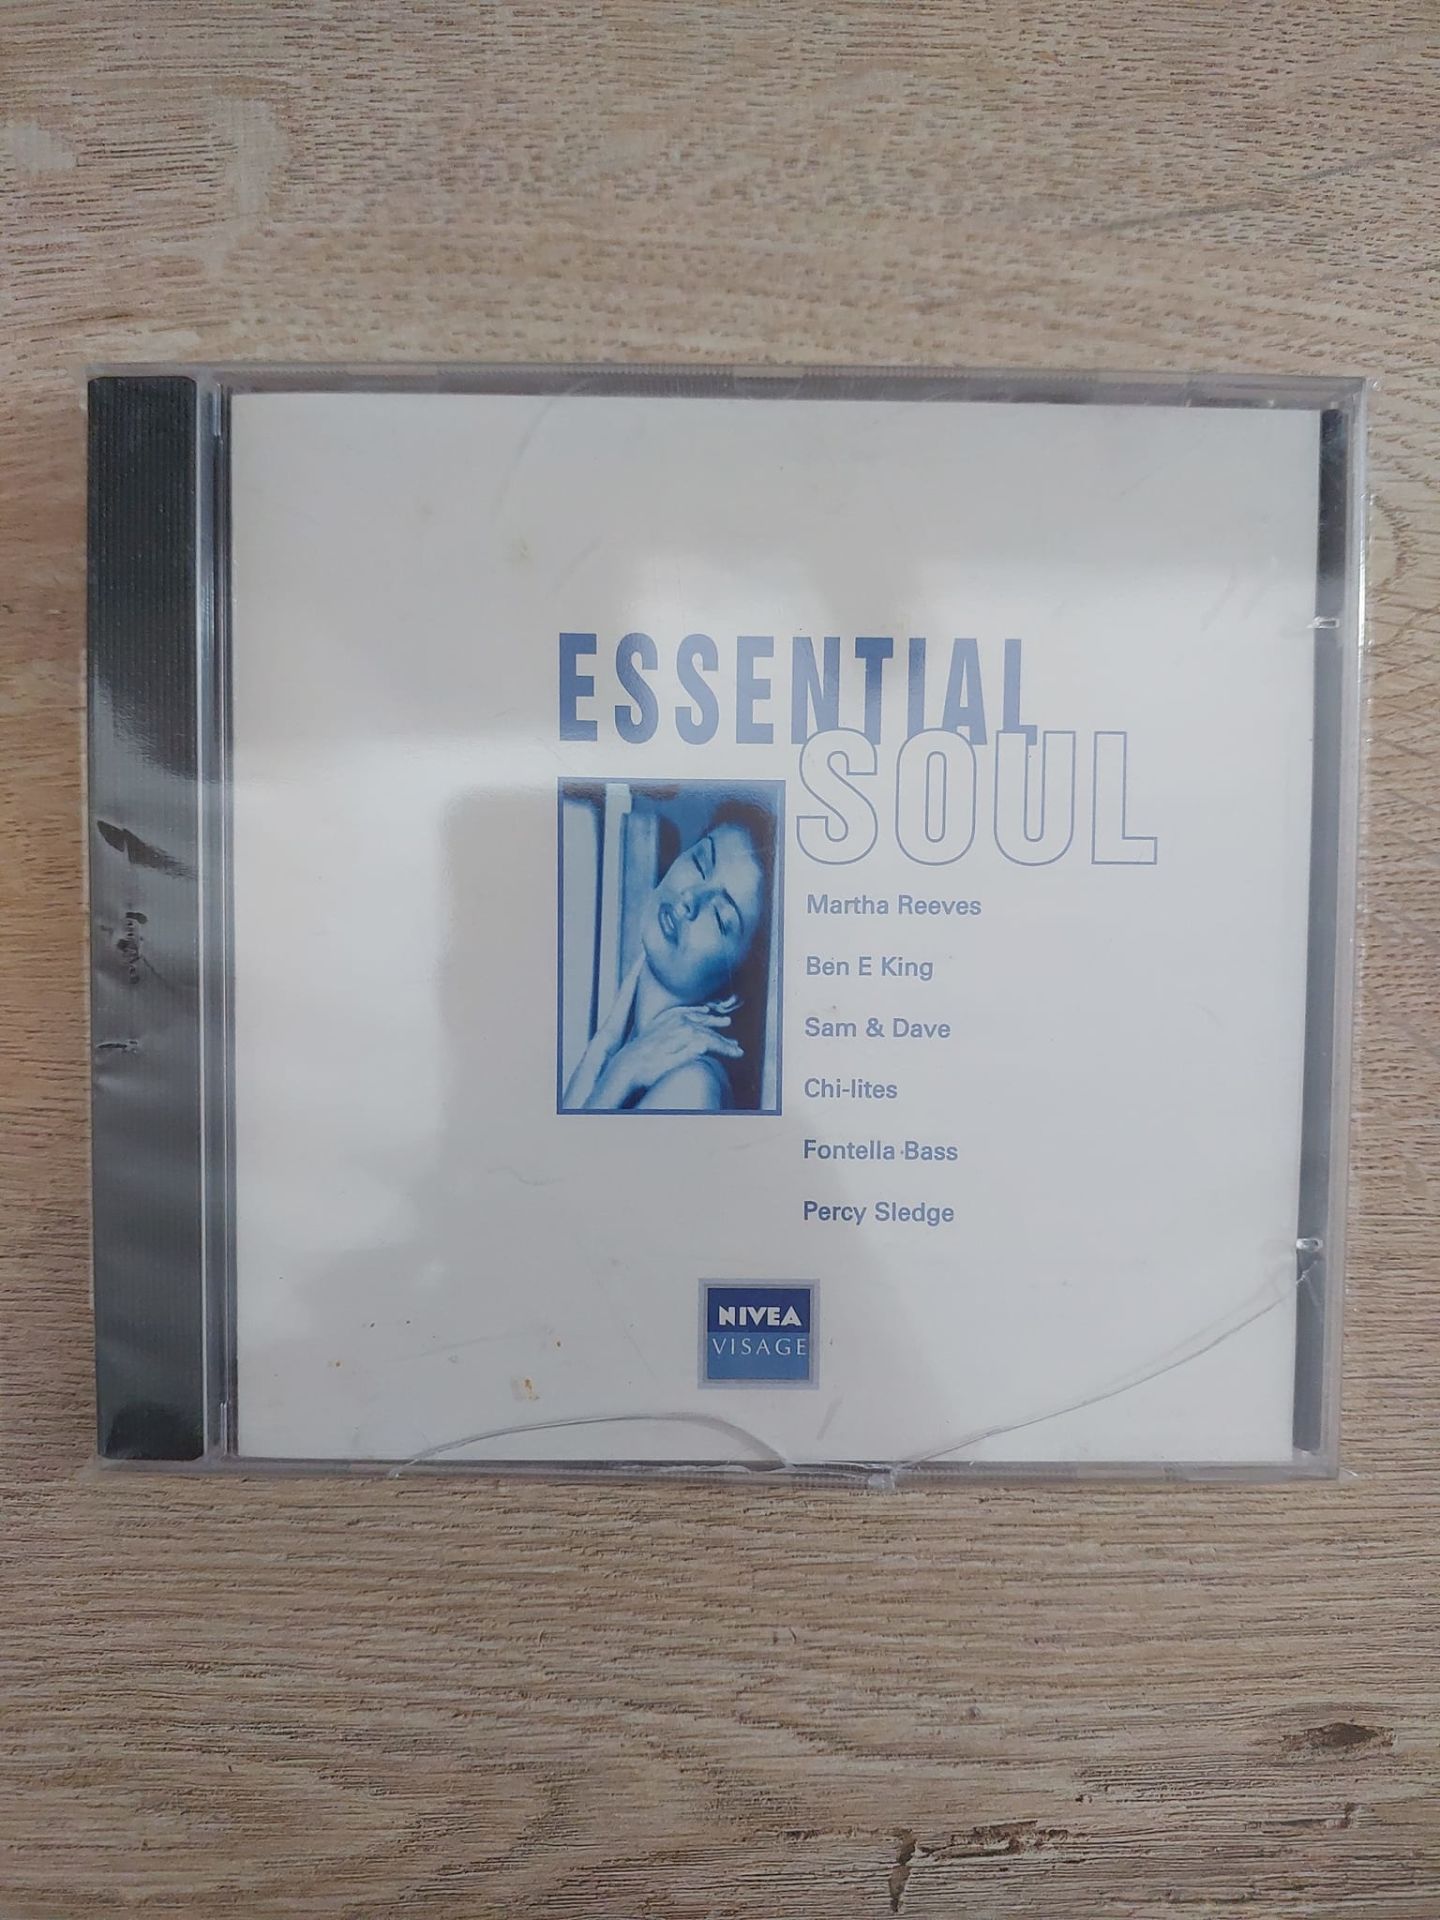 ESSENTIAL
SOUL
Martha Reeves
Ben E King
Sam & Dave
Chi-lites
Fontella Bass
Percy Sledge
NIVEA
VISAGE